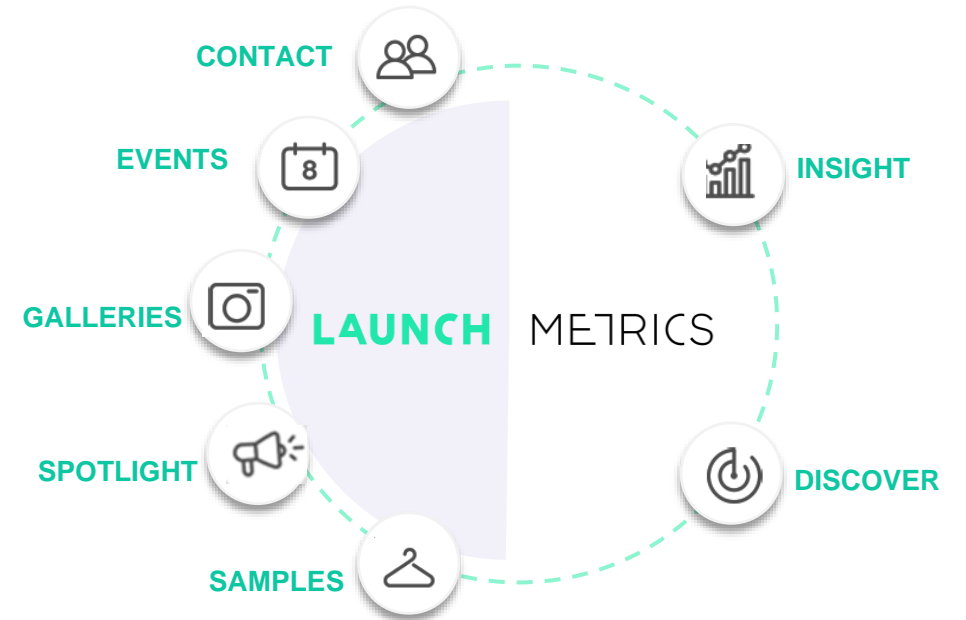 CONTACT
EVENTS
8
INSIGHT
GALLERIES
LAUNCH METRICS
SPOTLIGHT
DISCOVER
SAMPLES